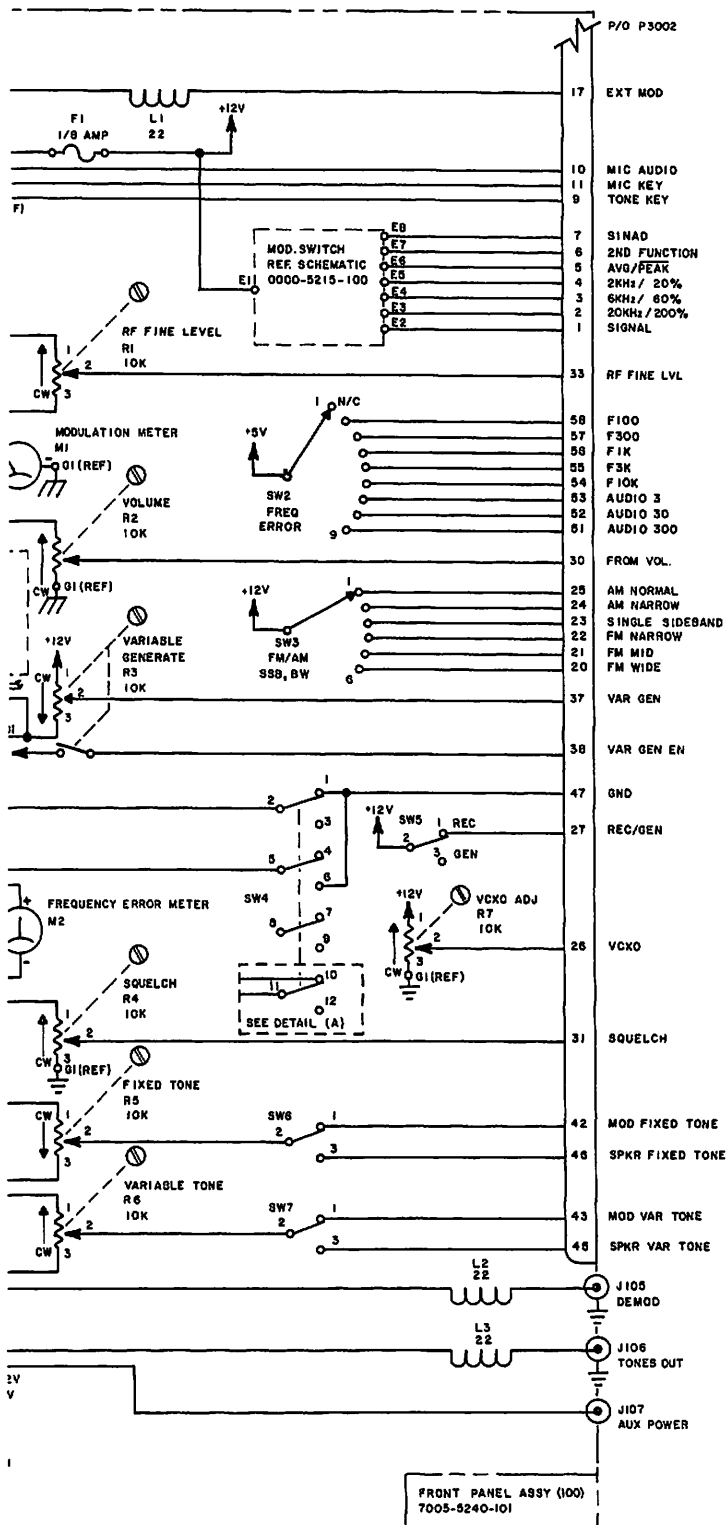 P/O P3002
17 EXT MOD
F1
1/8 AMP
L1
22
+12V
10 MIC AUDIO
11 MIC KEY
9 TONE KEY
F)
MOD. SWITCH
REF. SCHEMATIC
0000-5215-100
E1
E8
E7
E6
E5
E4
E3
E2
7 SINAD
6 2ND FUNCTION
5 AVG/PEAK
4 2KHz/ 20%
3 6KHz/ 60%
2 20KHz/200%
1 SIGNAL
RF FINE LEVEL
R1
10K
1
2
3
CW
33 RF FINE LVL
MODULATION METER
M1
-
G1(REF)
+5V
SW2
FREQ
ERROR
1 N/C
9
58 F100
57 F300
56 F1K
55 F3K
54 F10K
53 AUDIO 3
52 AUDIO 30
51 AUDIO 300
VOLUME
R2
10K
CW
G1(REF)
30 FROM VOL.
+12V
SW3
FM/AM
SSB, BW
1
6
25 AM NORMAL
24 AM NARROW
23 SINGLE SIDEBAND
22 FM NARROW
21 FM MID
20 FM WIDE
+12V
VARIABLE
GENERATE
R3
10K
CW
1
2
3
37 VAR GEN
38 VAR GEN EN
47 GND
1
2
3
4
5
6
SW4
7
8
9
10
11
12
SEE DETAIL (A)
+12V
SW5
1 REC
2
3 GEN
27 REC/GEN
+12V
VCXO ADJ
R7
10K
1
2
3
CW
G1(REF)
26 VCXO
+
FREQUENCY ERROR METER
M2
-
SQUELCH
R4
10K
1
2
3
CW
G1(REF)
31 SQUELCH
FIXED TONE
R5
10K
CW
1
2
3
SW6
1
2
3
42 MOD FIXED TONE
46 SPKR FIXED TONE
VARIABLE TONE
R6
10K
1
2
3
CW
SW7
1
2
3
43 MOD VAR TONE
45 SPKR VAR TONE
L2
22
J105
DEMOD
L3
22
J106
TONES OUT
2V
V
J107
AUX POWER
FRONT PANEL ASSY (100)
7005-5240-101